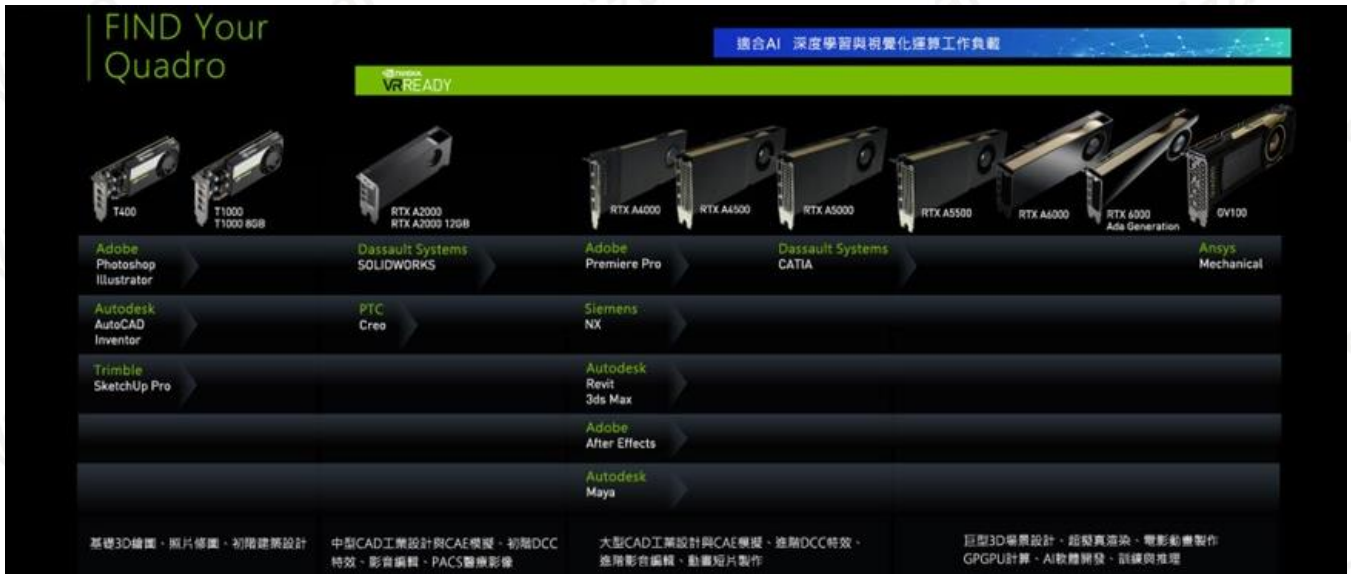 FIND Your
Quadro
適合AI 深度學習與視覺化運算工作負載
NVIDIA
VR READY
T400
T1000
T1000 8GB
RTX A2000
RTX A2000 12GB
RTX A4000
RTX A4500
RTX A5000
RTX A5500
RTX A6000
RTX 6000
Ada Generation
GV100
Adobe
Photoshop
Illustrator
Dassault Systems
SOLIDWORKS
Adobe
Premiere Pro
Dassault Systems
CATIA
Ansys
Mechanical
Autodesk
AutoCAD
Inventor
PTC
Creo
Siemens
NX
Trimble
SketchUp Pro
Autodesk
Revit
3ds Max
Adobe
After Effects
Autodesk
Maya
基礎3D繪圖、照片修圖、初階建築設計
中型CAD工業設計與CAE模擬、初階DCC
特效、影音編輯、PACS醫療影像
大型CAD工業設計與CAE模擬、進階DCC特效、
進階影音編輯、動畫短片製作
巨型3D場景設計、超擬真渲染、電影動畫製作
GPGPU計算、AI軟體開發、訓練與推理